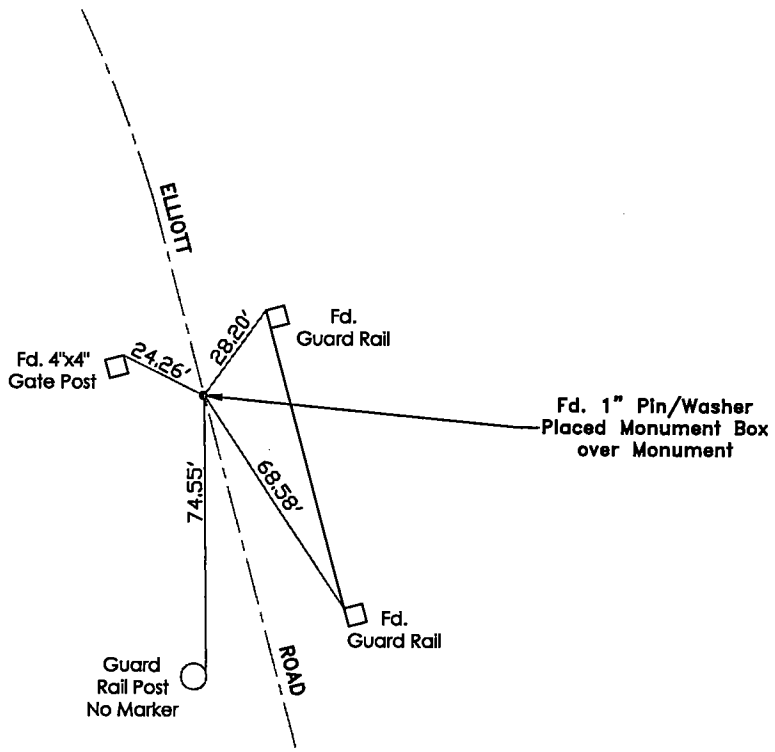 ELLIOTT
Fd.
Guard Rail
28.20'
Fd. 4"x4"
Gate Post
24.26'
Fd. 1" Pin/Washer
Placed Monument Box
over Monument
74.55'
68.58'
Fd.
Guard Rail
ROAD
Guard
Rail Post
No Marker